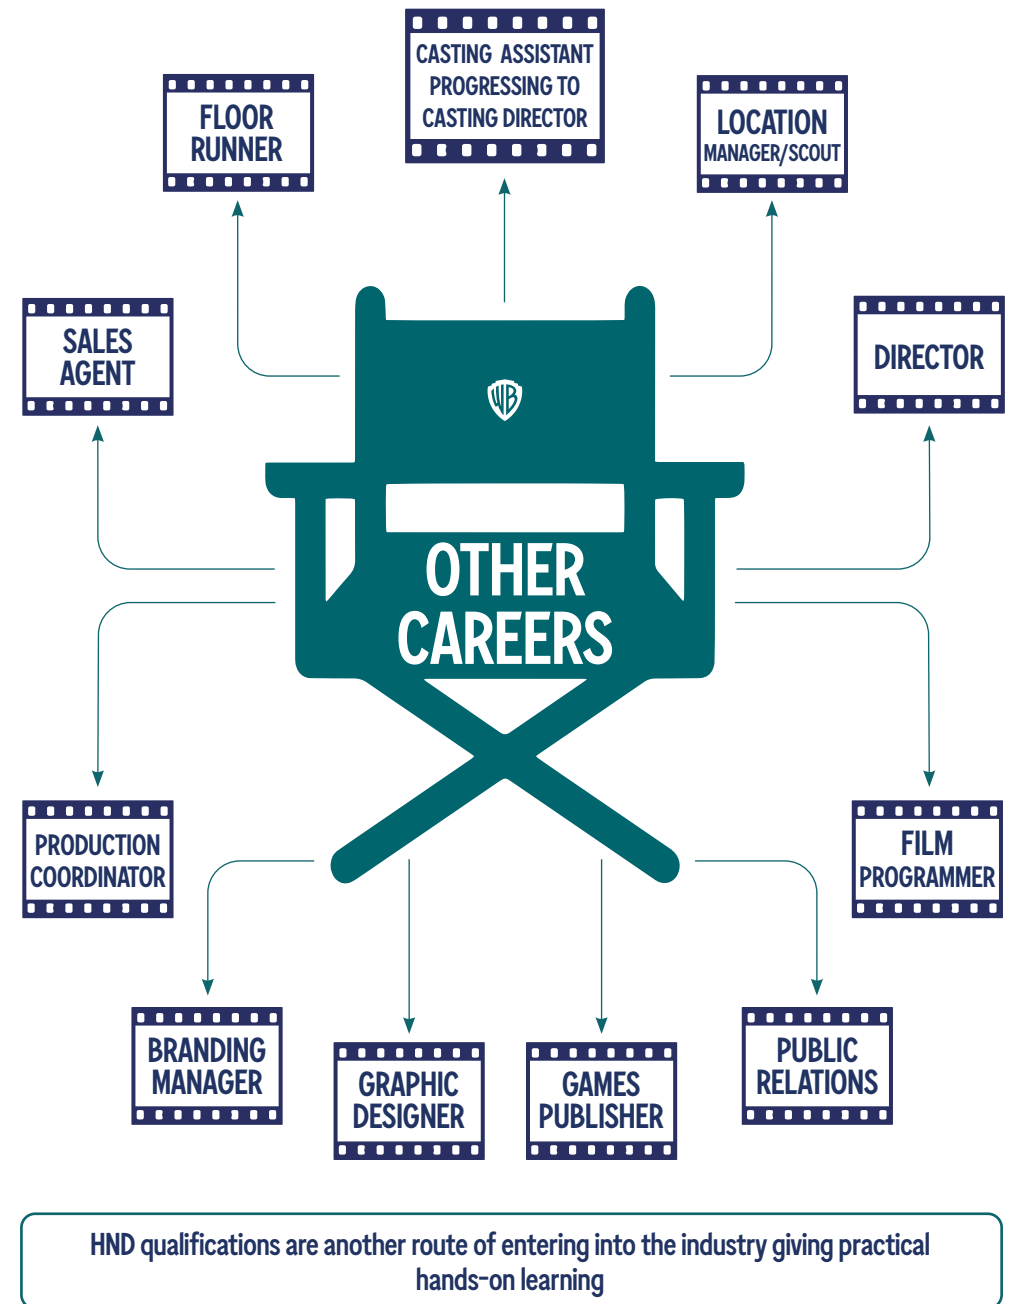 CASTING ASSISTANT
PROGRESSING TO
CASTING DIRECTOR
FLOOR
RUNNER
LOCATION
MANAGER/SCOUT
SALES
AGENT
DIRECTOR
WB
OTHER
CAREERS
PRODUCTION
COORDINATOR
FILM
PROGRAMMER
BRANDING
MANAGER
GRAPHIC
DESIGNER
GAMES
PUBLISHER
PUBLIC
RELATIONS
HND qualifications are another route of entering into the industry giving practical
hands-on learning